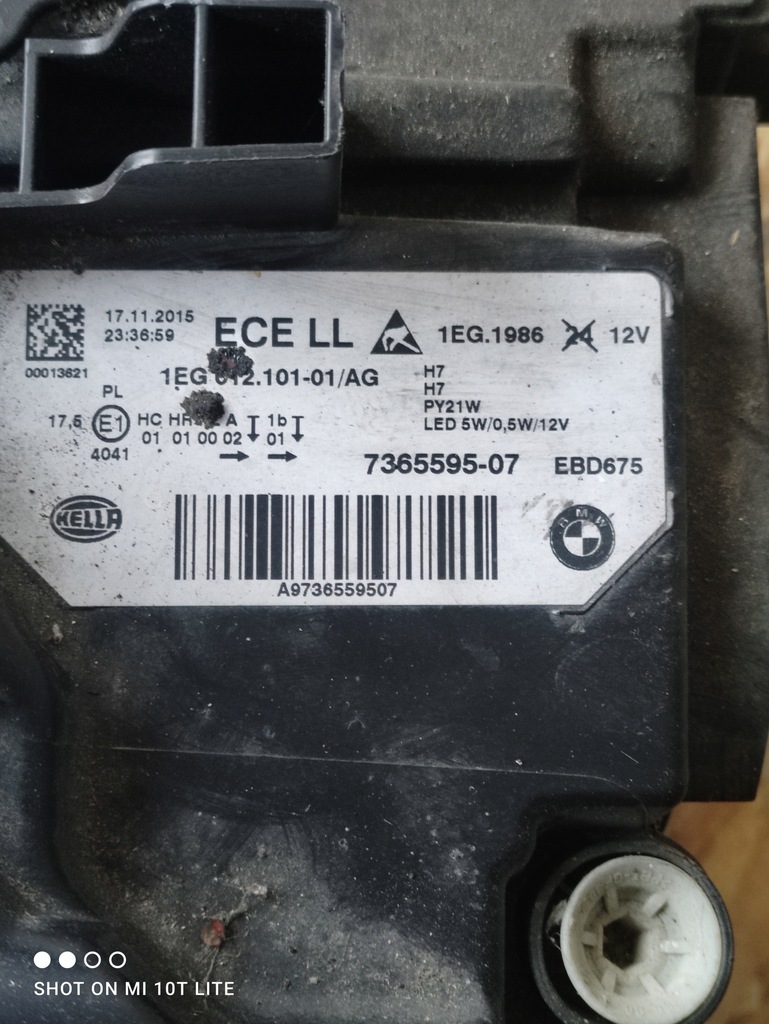 17.11.2015
23:36:59
ECE LL
1EG.1986
24
12V
00013621
1EG 012.101-01/AG
H7
H7
PY21W
LED 5W/0,5W/12V
PL
17,5
E1
HC
A
1b
01
01 00 02
01
4041
7365595-07
EBD675
HELLA
BMW
A9736559507
SHOT ON MI 10T LITE